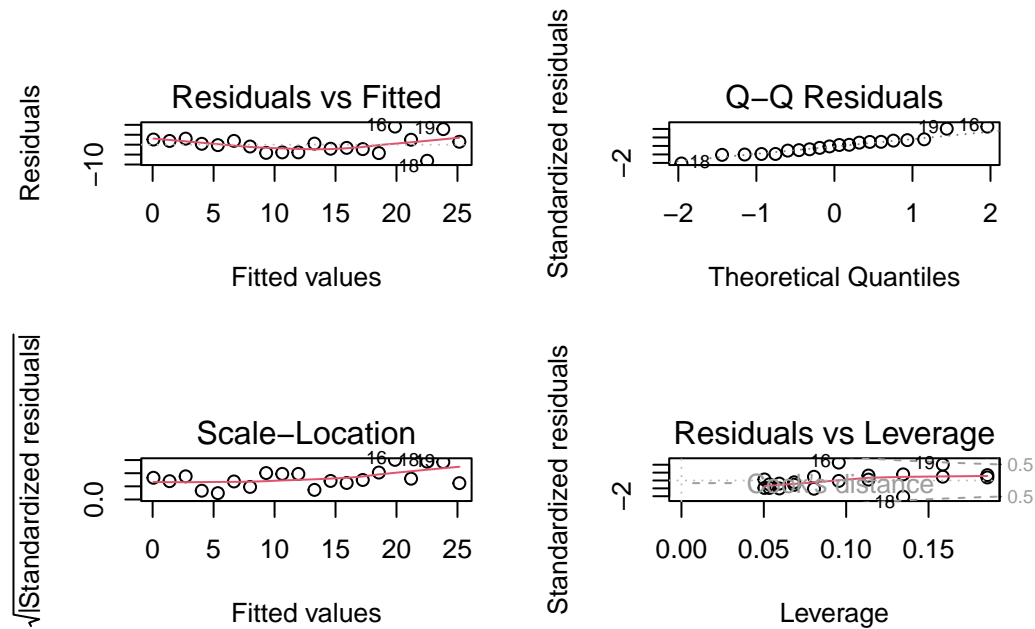 Residuals vs Fitted
Residuals
−10
16
19
18
0 5 10 15 20 25
Fitted values
Q−Q Residuals
Standardized residuals
−2
18
19
16
−2 −1 0 1 2
Theoretical Quantiles
Scale−Location
√|Standardized residuals|
0.0
16
18
19
0 5 10 15 20 25
Fitted values
Residuals vs Leverage
Standardized residuals
−2
16
19
18
Cook's distance
0.5
0.5
0.00 0.05 0.10 0.15
Leverage